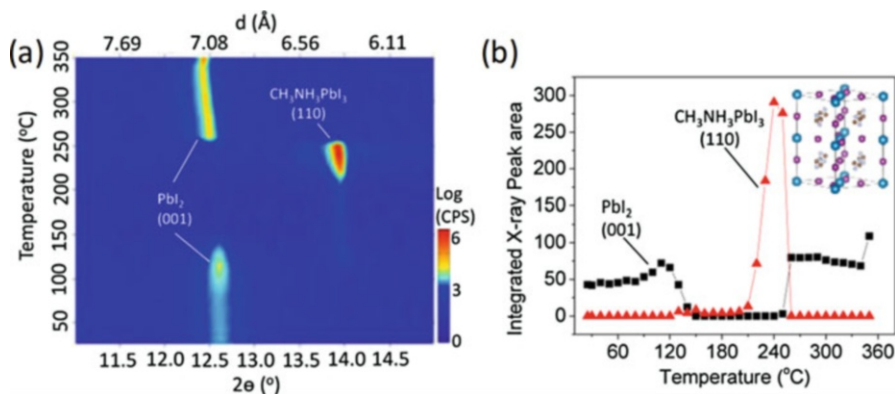 (a)
d (Å)
7.69 7.08 6.56 6.11
Temperature (°C)
350
300
250
200
150
100
50
CH₃NH₃PbI₃
(110)
PbI₂
(001)
Log
(CPS)
6
3
0
11.5 12.0 12.5 13.0 13.5 14.0 14.5
2ɵ (°)
(b)
Integrated X-ray Peak area
300
250
200
150
100
50
0
CH₃NH₃PbI₃
(110)
PbI₂
(001)
60 120 180 240 300 360
Temperature (°C)